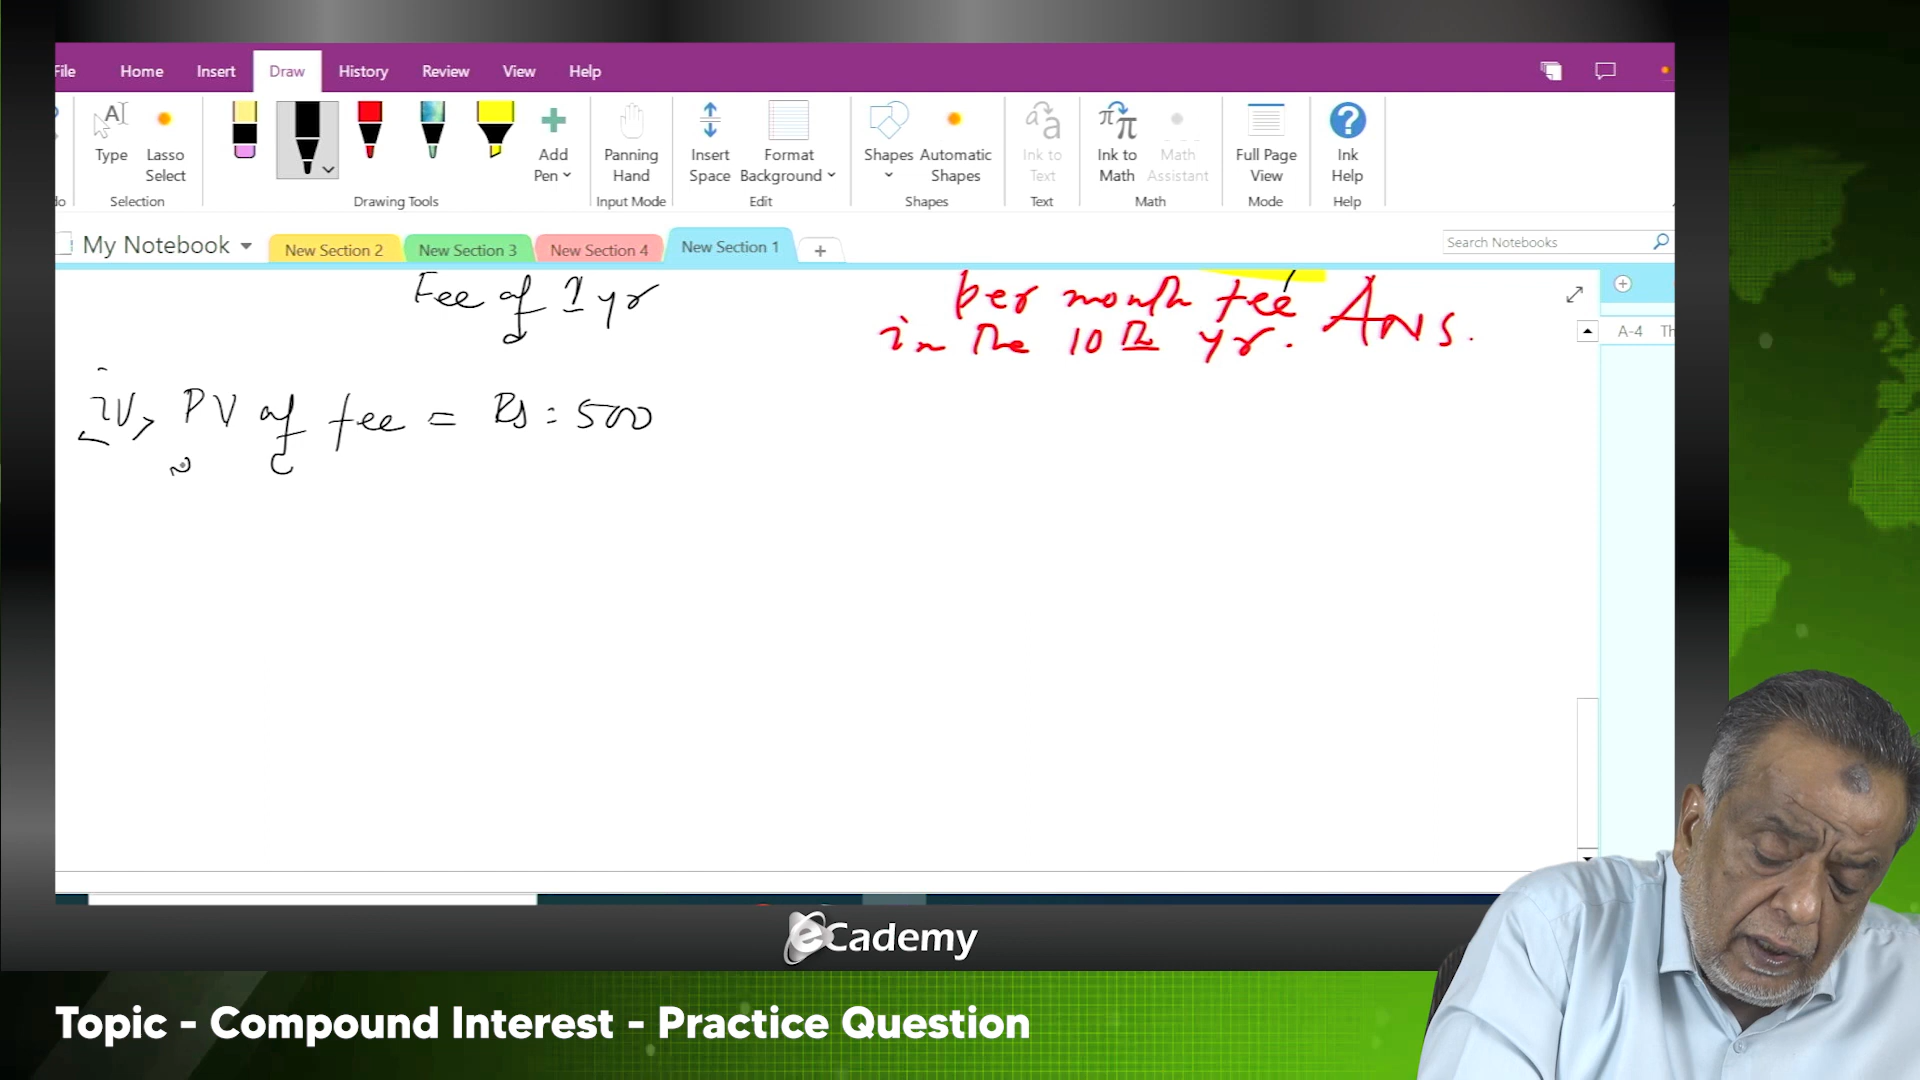 File Home Insert Draw History Review View Help
Type Lasso Select Add Pen Panning Hand Insert Space Format Background Shapes Automatic Shapes Ink to Text Ink to Math Math Assistant Full Page View Ink Help
Selection Drawing Tools Input Mode Edit Shapes Text Math Mode Help
My Notebook New Section 2 New Section 3 New Section 4 New Section 1 + Search Notebooks
Fee of 1 yr
per month fee
in the 10th yr. Ans.
A-4 Th
iv, PV of fee = Rs: 500
eCademy
Topic - Compound Interest - Practice Question